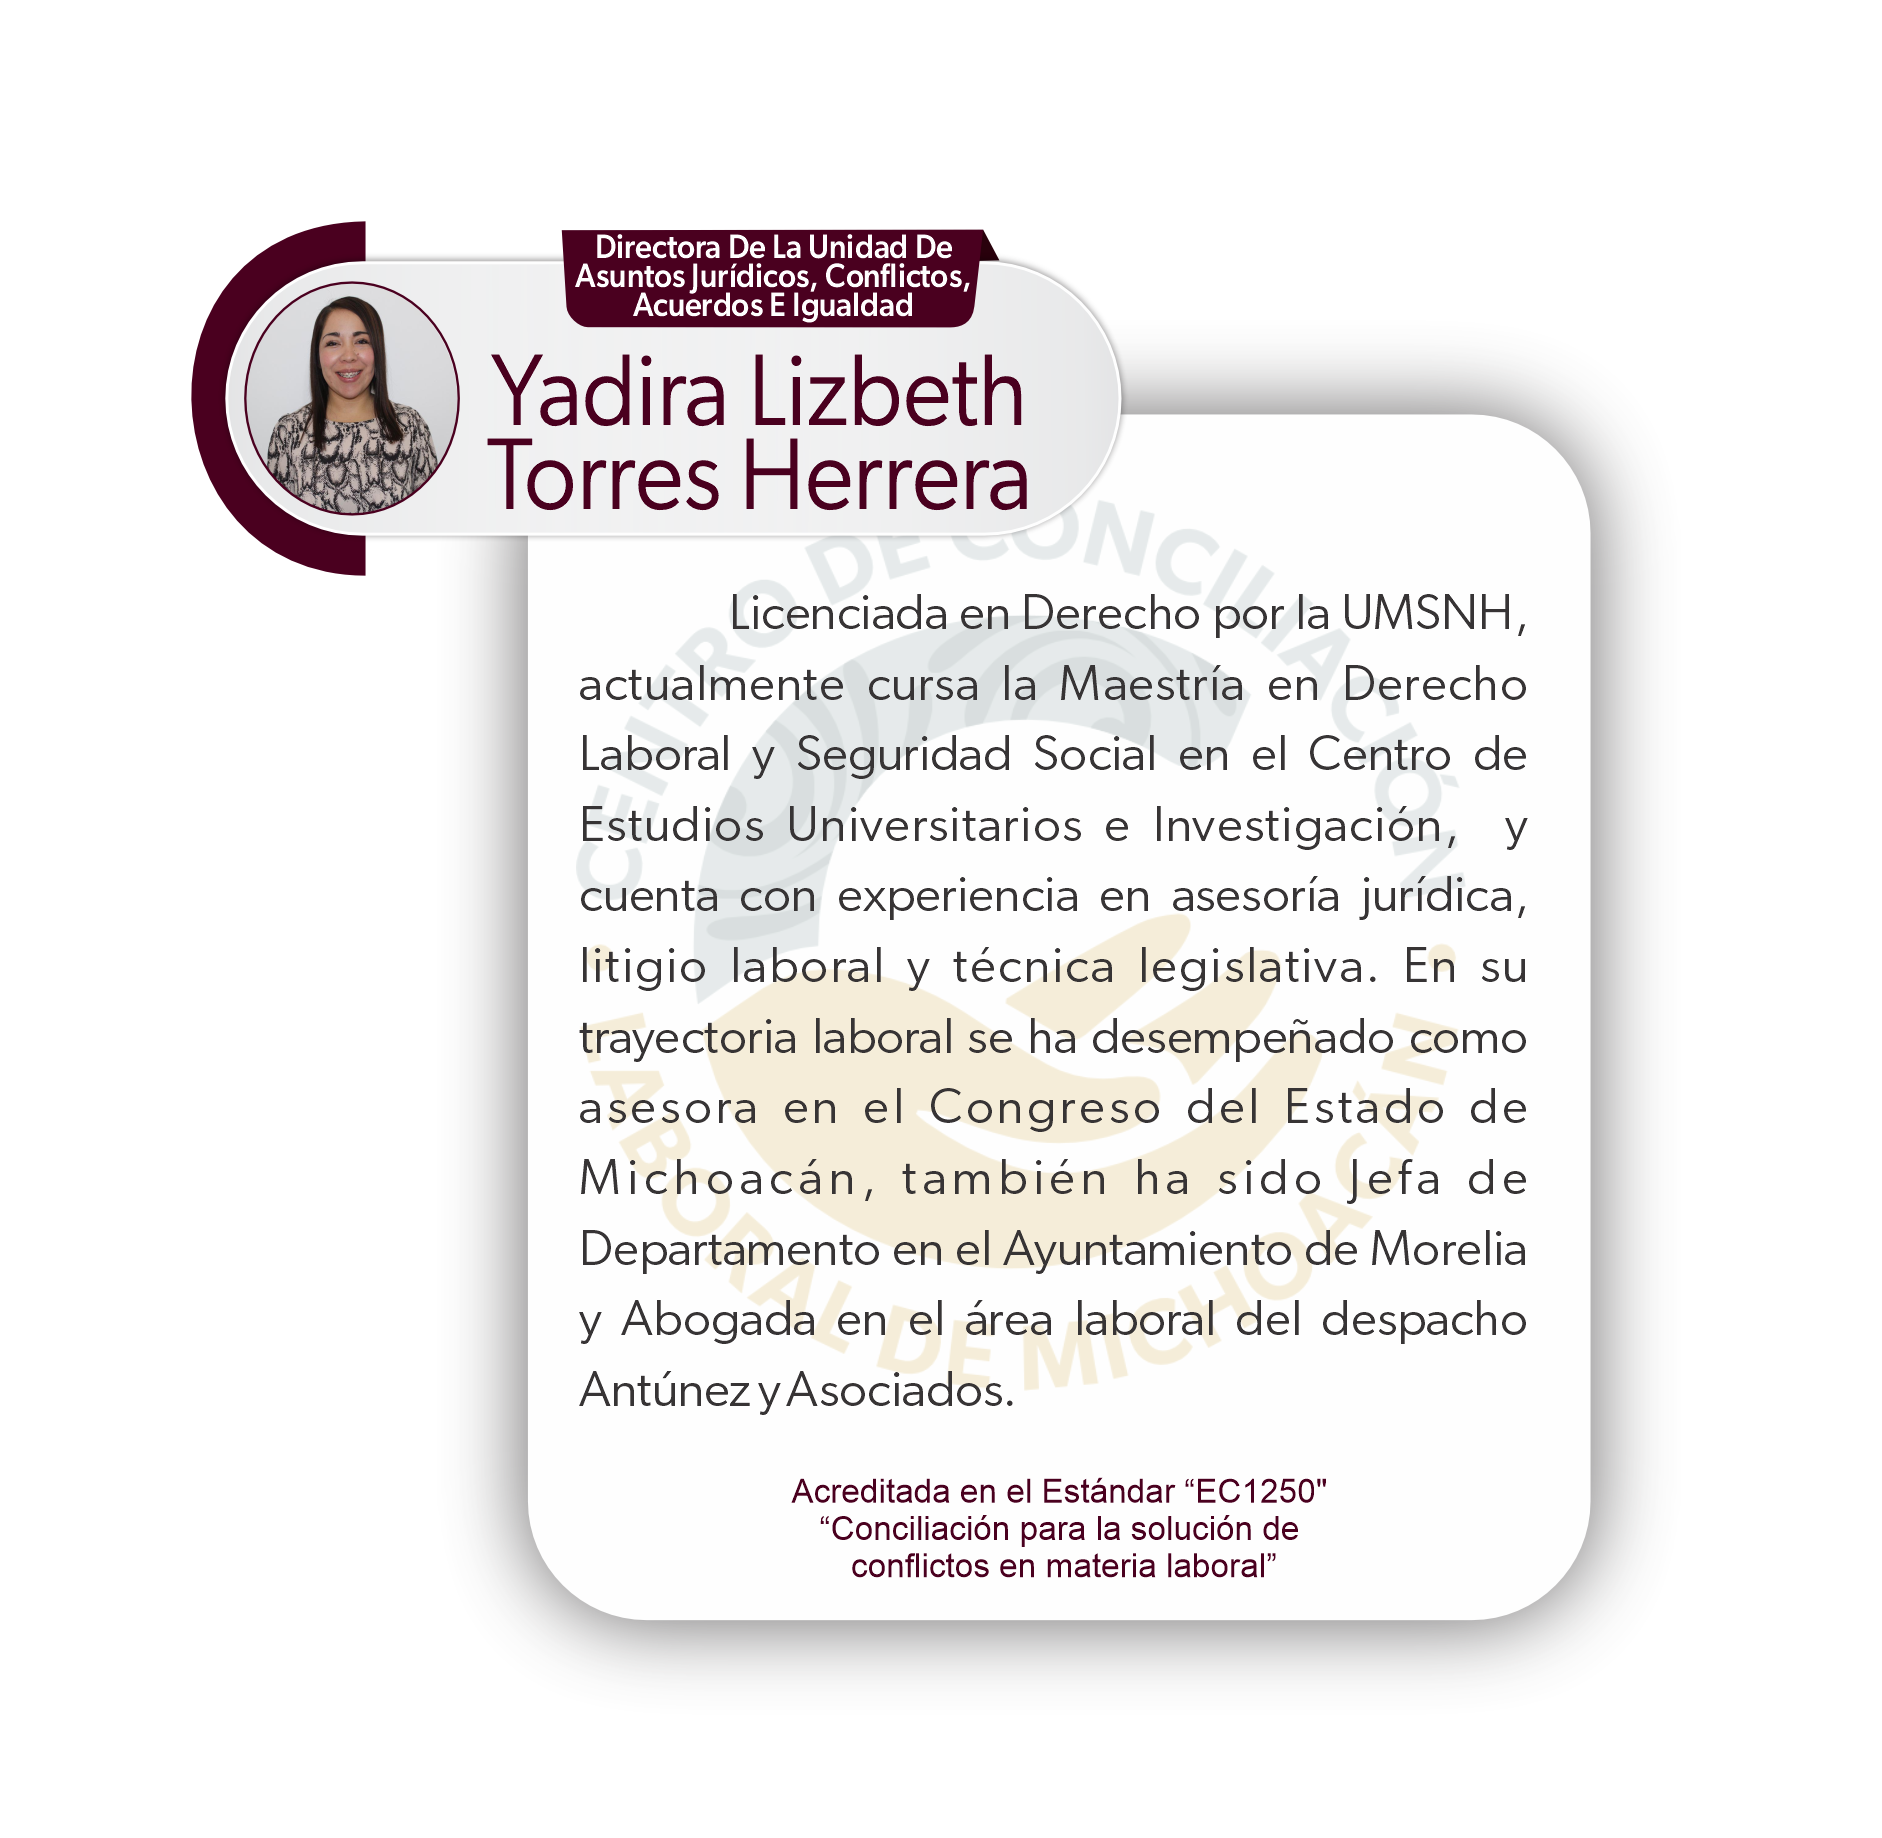 Directora De La Unidad De
Asuntos Jurídicos, Conflictos,
Acuerdos E Igualdad
Yadira Lizbeth
Torres Herrera
CENTRO DE CONCILIACIÓN
Licenciada en Derecho por la UMSNH,
actualmente cursa la Maestría en Derecho
Laboral y Seguridad Social en el Centro de
Estudios Universitarios e Investigación, y
cuenta con experiencia en asesoría jurídica,
litigio laboral y técnica legislativa. En su
trayectoria laboral se ha desempeñado como
asesora en el Congreso del Estado de
Michoacán, también ha sido Jefa de
Departamento en el Ayuntamiento de Morelia
y Abogada en el área laboral del despacho
Antúnez y Asociados.
LABORAL DE MICHOACÁN
Acreditada en el Estándar “EC1250"
“Conciliación para la solución de
conflictos en materia laboral”